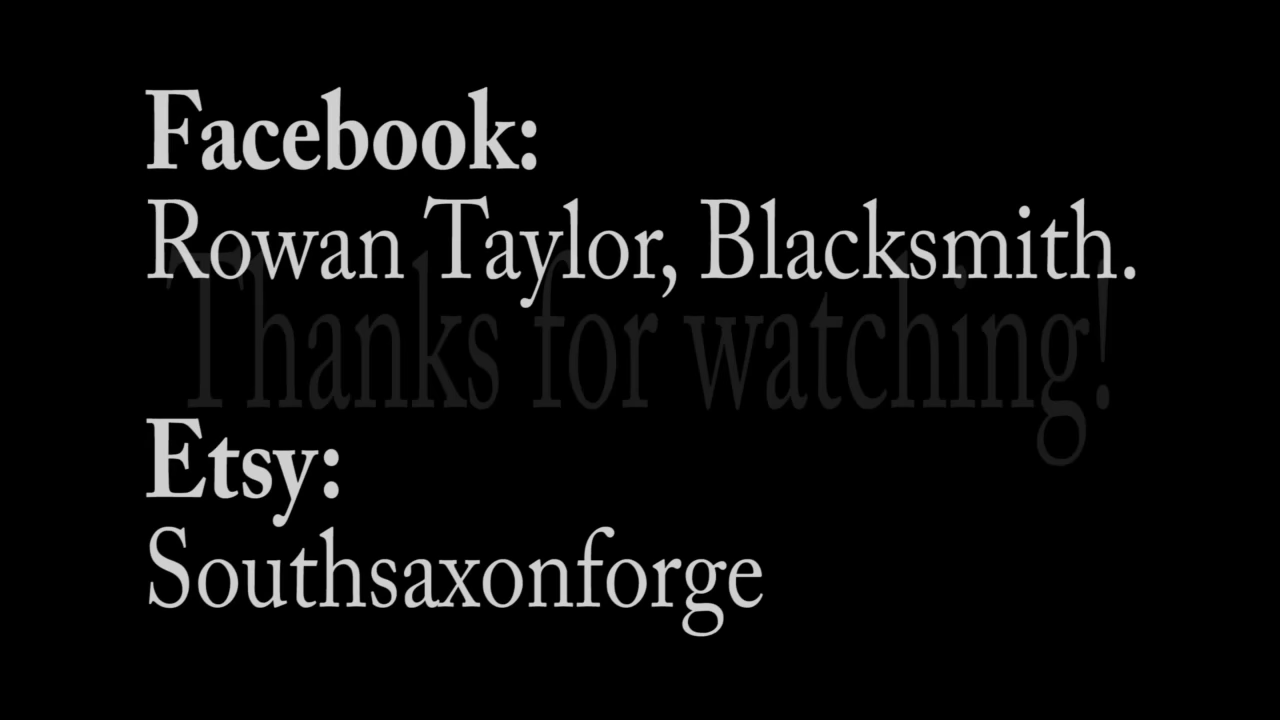 Facebook:
Rowan Taylor, Blacksmith.
Thanks for watching!
Etsy:
Southsaxonforge